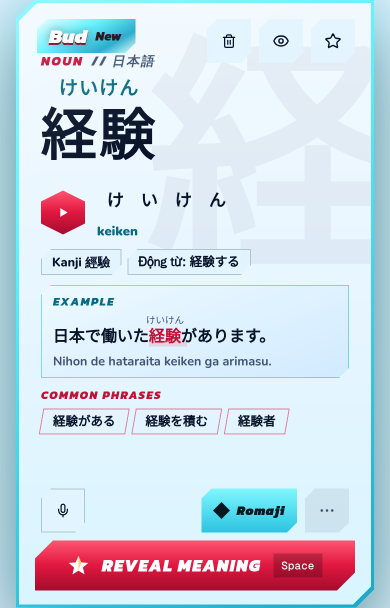 Bud New
NOUN // 日本語
けいけん
経験
け い け ん
keiken
Kanji 經驗 Động từ: 経験する
EXAMPLE
けいけん
日本で働いた経験があります。
Nihon de hataraita keiken ga arimasu.
COMMON PHRASES
経験がある 経験を積む 経験者
Romaji
REVEAL MEANING Space